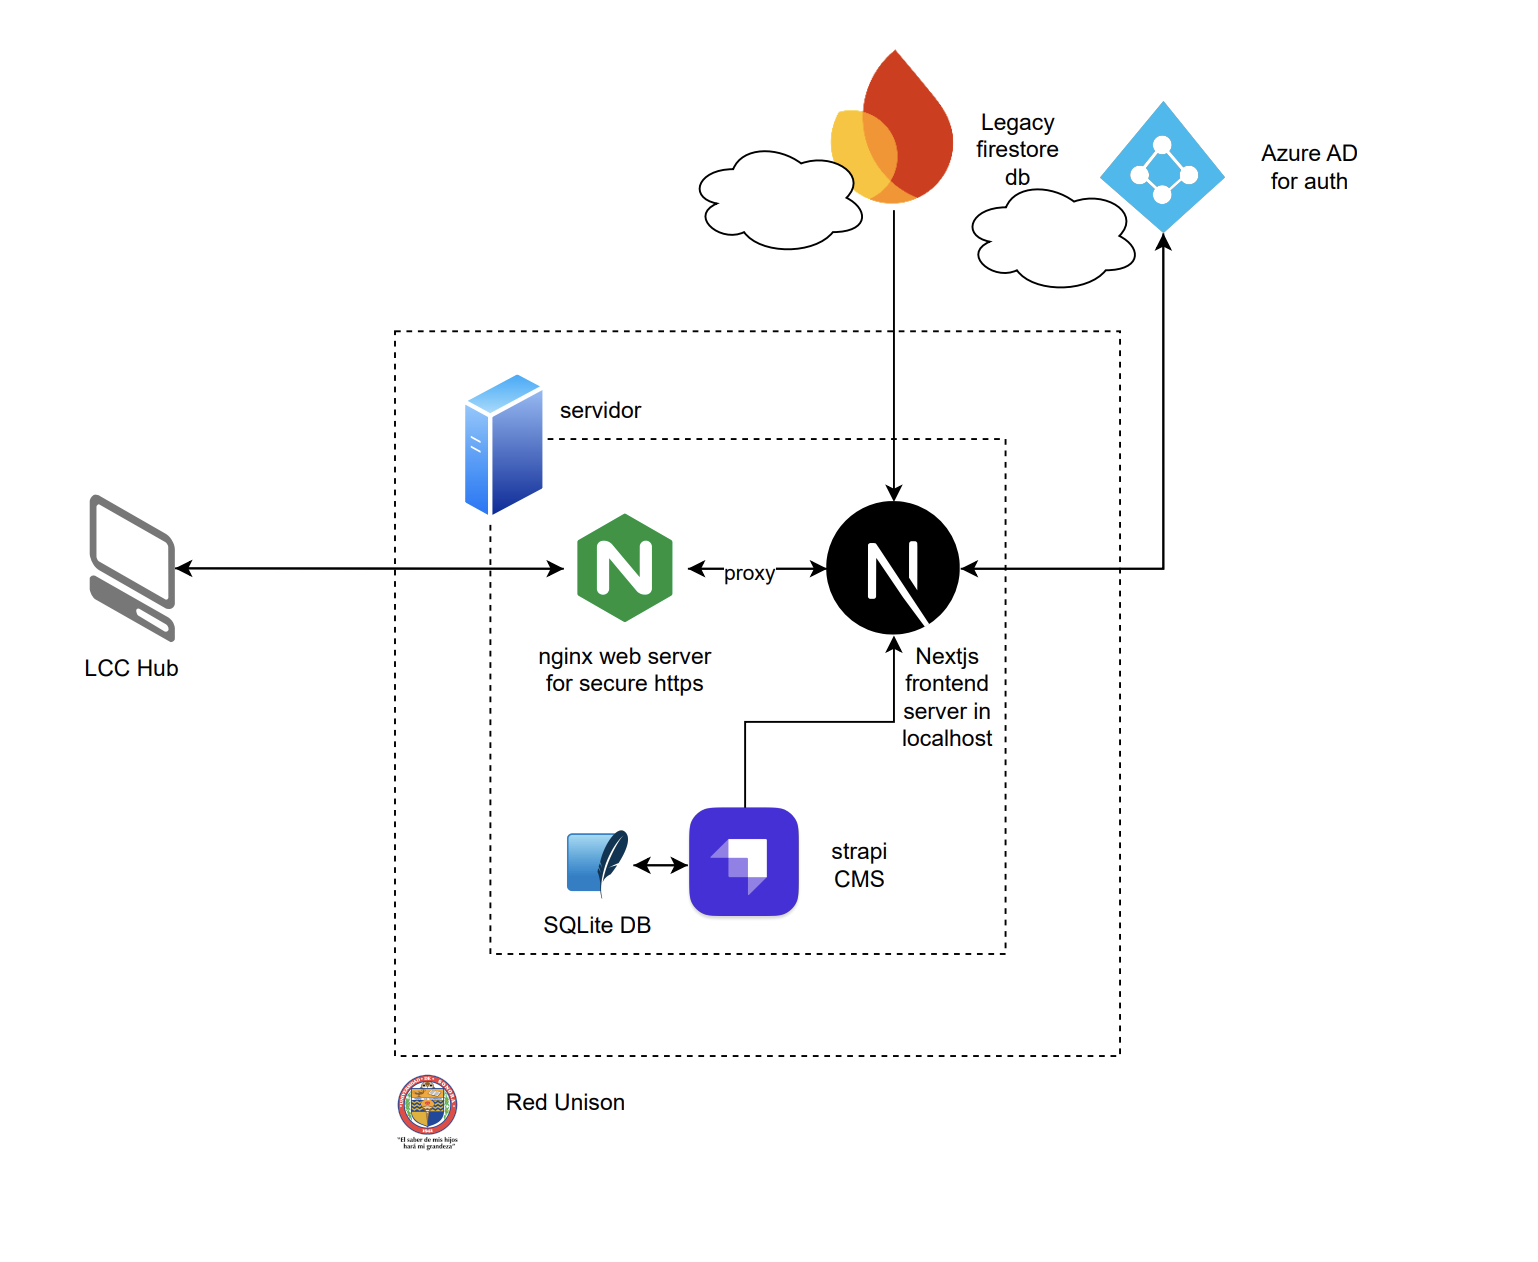 Legacy
firestore
db
Azure AD
for auth
servidor
proxy
LCC Hub
nginx web server
for secure https
Nextjs
frontend
server in
localhost
strapi
CMS
SQLite DB
Red Unison
"El saber de mis hijos
hará mi grandeza"